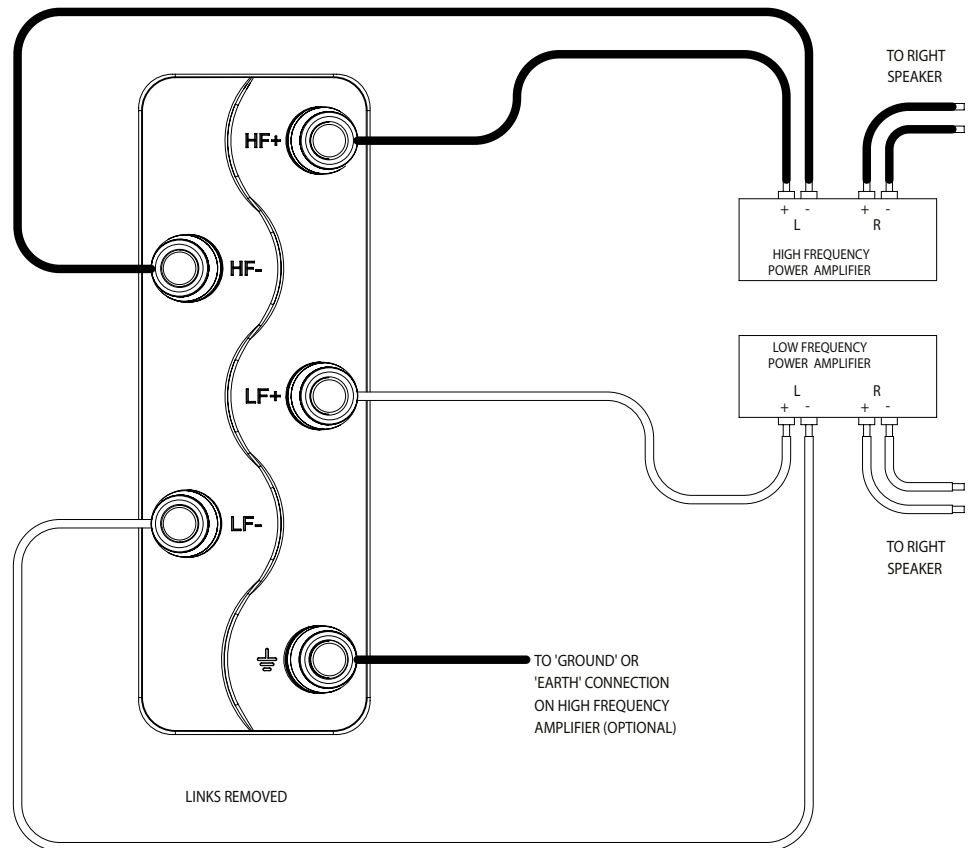 TO RIGHT
SPEAKER
HF+
HF-
LF+
LF-
+ - + -
L R
HIGH FREQUENCY
POWER AMPLIFIER
LOW FREQUENCY
POWER AMPLIFIER
L R
+ - + -
TO RIGHT
SPEAKER
TO 'GROUND' OR
'EARTH' CONNECTION
ON HIGH FREQUENCY
AMPLIFIER (OPTIONAL)
LINKS REMOVED